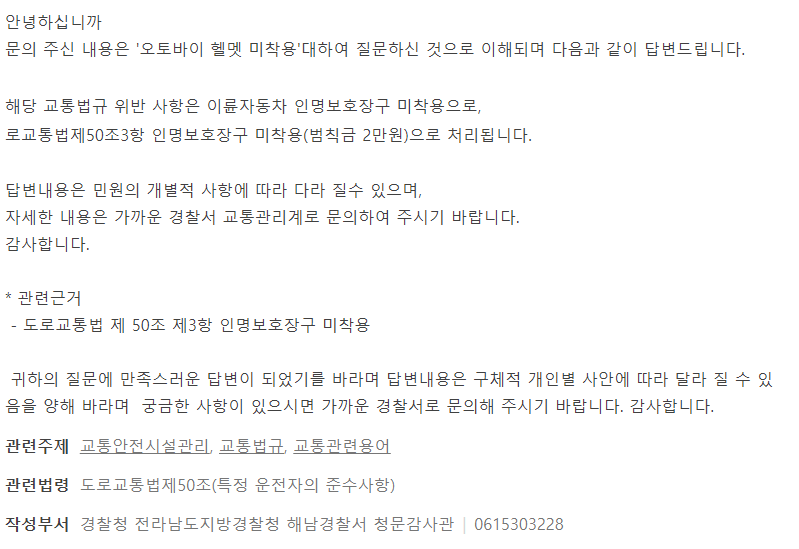 안녕하십니까
문의 주신 내용은 '오토바이 헬멧 미착용'대하여 질문하신 것으로 이해되며 다음과 같이 답변드립니다.
해당 교통법규 위반 사항은 이륜자동차 인명보호장구 미착용으로,
로교통법제50조3항 인명보호장구 미착용(범칙금 2만원)으로 처리됩니다.
답변내용은 민원의 개별적 사항에 따라 다라 질수 있으며,
자세한 내용은 가까운 경찰서 교통관리계로 문의하여 주시기 바랍니다.
감사합니다.
* 관련근거
- 도로교통법 제 50조 제3항 인명보호장구 미착용
귀하의 질문에 만족스러운 답변이 되었기를 바라며 답변내용은 구체적 개인별 사안에 따라 달라 질 수 있
음을 양해 바라며  궁금한 사항이 있으시면 가까운 경찰서로 문의해 주시기 바랍니다. 감사합니다.
관련주제 교통안전시설관리, 교통법규, 교통관련용어
관련법령 도로교통법제50조(특정 운전자의 준수사항)
작성부서 경찰청 전라남도지방경찰청 해남경찰서 청문감사관 | 0615303228